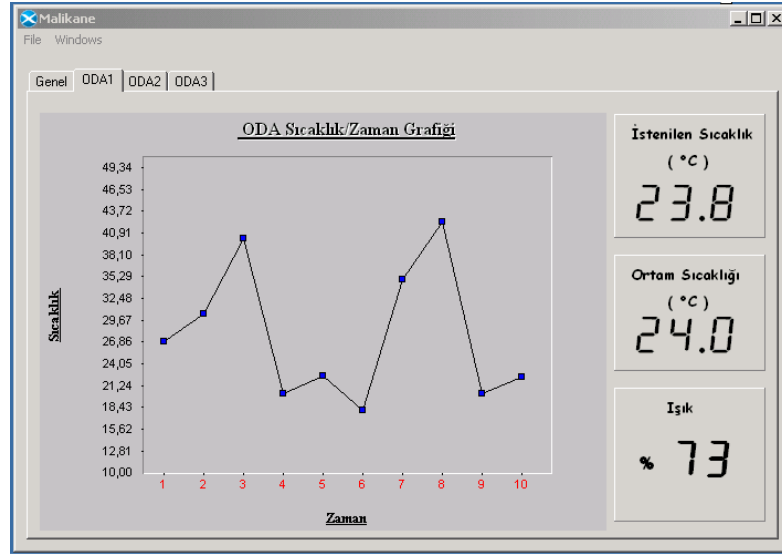 Malikane
File Windows
Genel ODA1 ODA2 ODA3
ODA Sıcaklık/Zaman Grafiği
49,34
46,53
43,72
40,91
38,10
35,29
32,48
29,67
26,86
24,05
21,24
18,43
15,62
12,81
10,00
Sıcaklık
1 2 3 4 5 6 7 8 9 10
Zaman
İstenilen Sıcaklık
(°C)
23.8
Ortam Sıcaklığı
(°C)
24.0
Işık
% 73